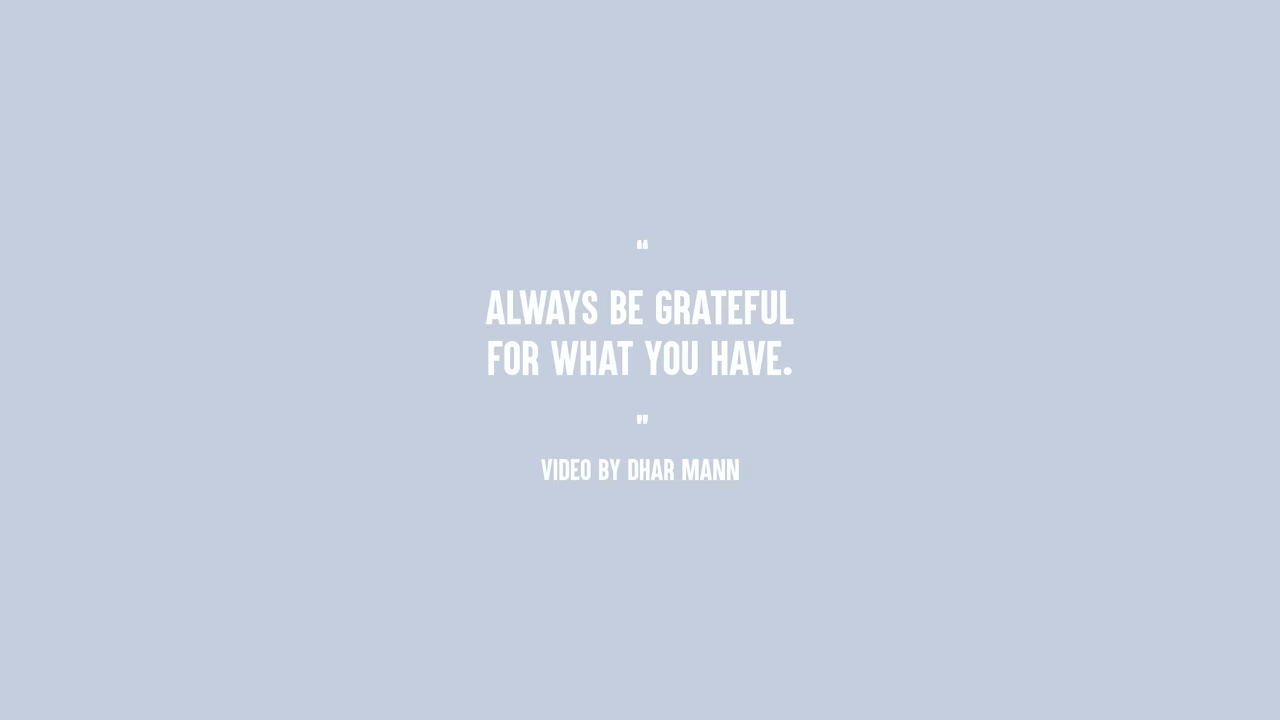 “
ALWAYS BE GRATEFUL
FOR WHAT YOU HAVE.
”
VIDEO BY DHAR MANN